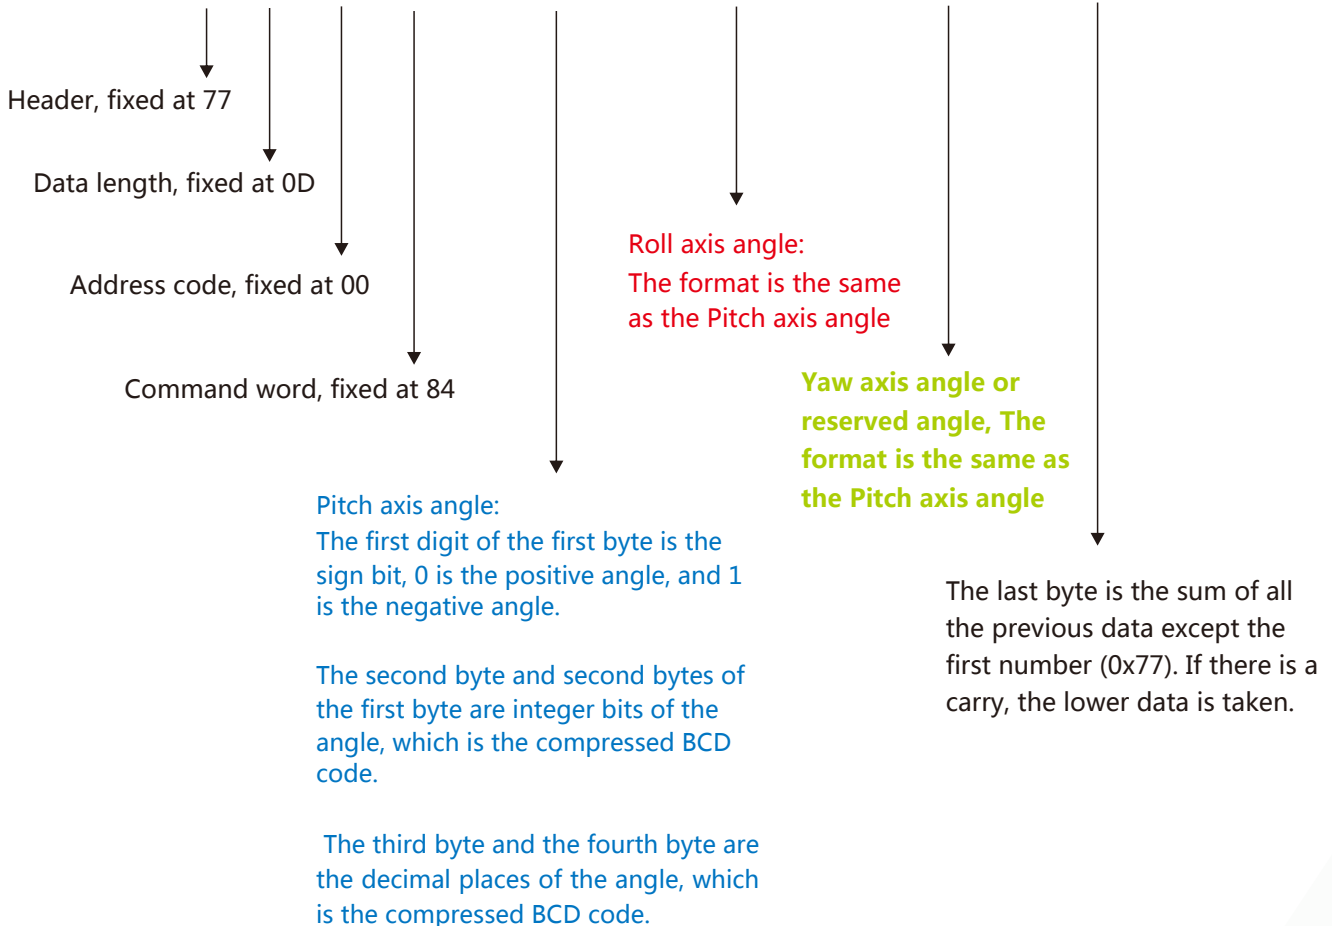 Header, fixed at 77
Data length, fixed at 0D
Address code, fixed at 00
Command word, fixed at 84
Pitch axis angle:
The first digit of the first byte is the
sign bit, 0 is the positive angle, and 1
is the negative angle.
The second byte and second bytes of
the first byte are integer bits of the
angle, which is the compressed BCD
code.
The third byte and the fourth byte are
the decimal places of the angle, which
is the compressed BCD code.
Roll axis angle:
The format is the same
as the Pitch axis angle
Yaw axis angle or
reserved angle, The
format is the same as
the Pitch axis angle
The last byte is the sum of all
the previous data except the
first number (0x77). If there is a
carry, the lower data is taken.